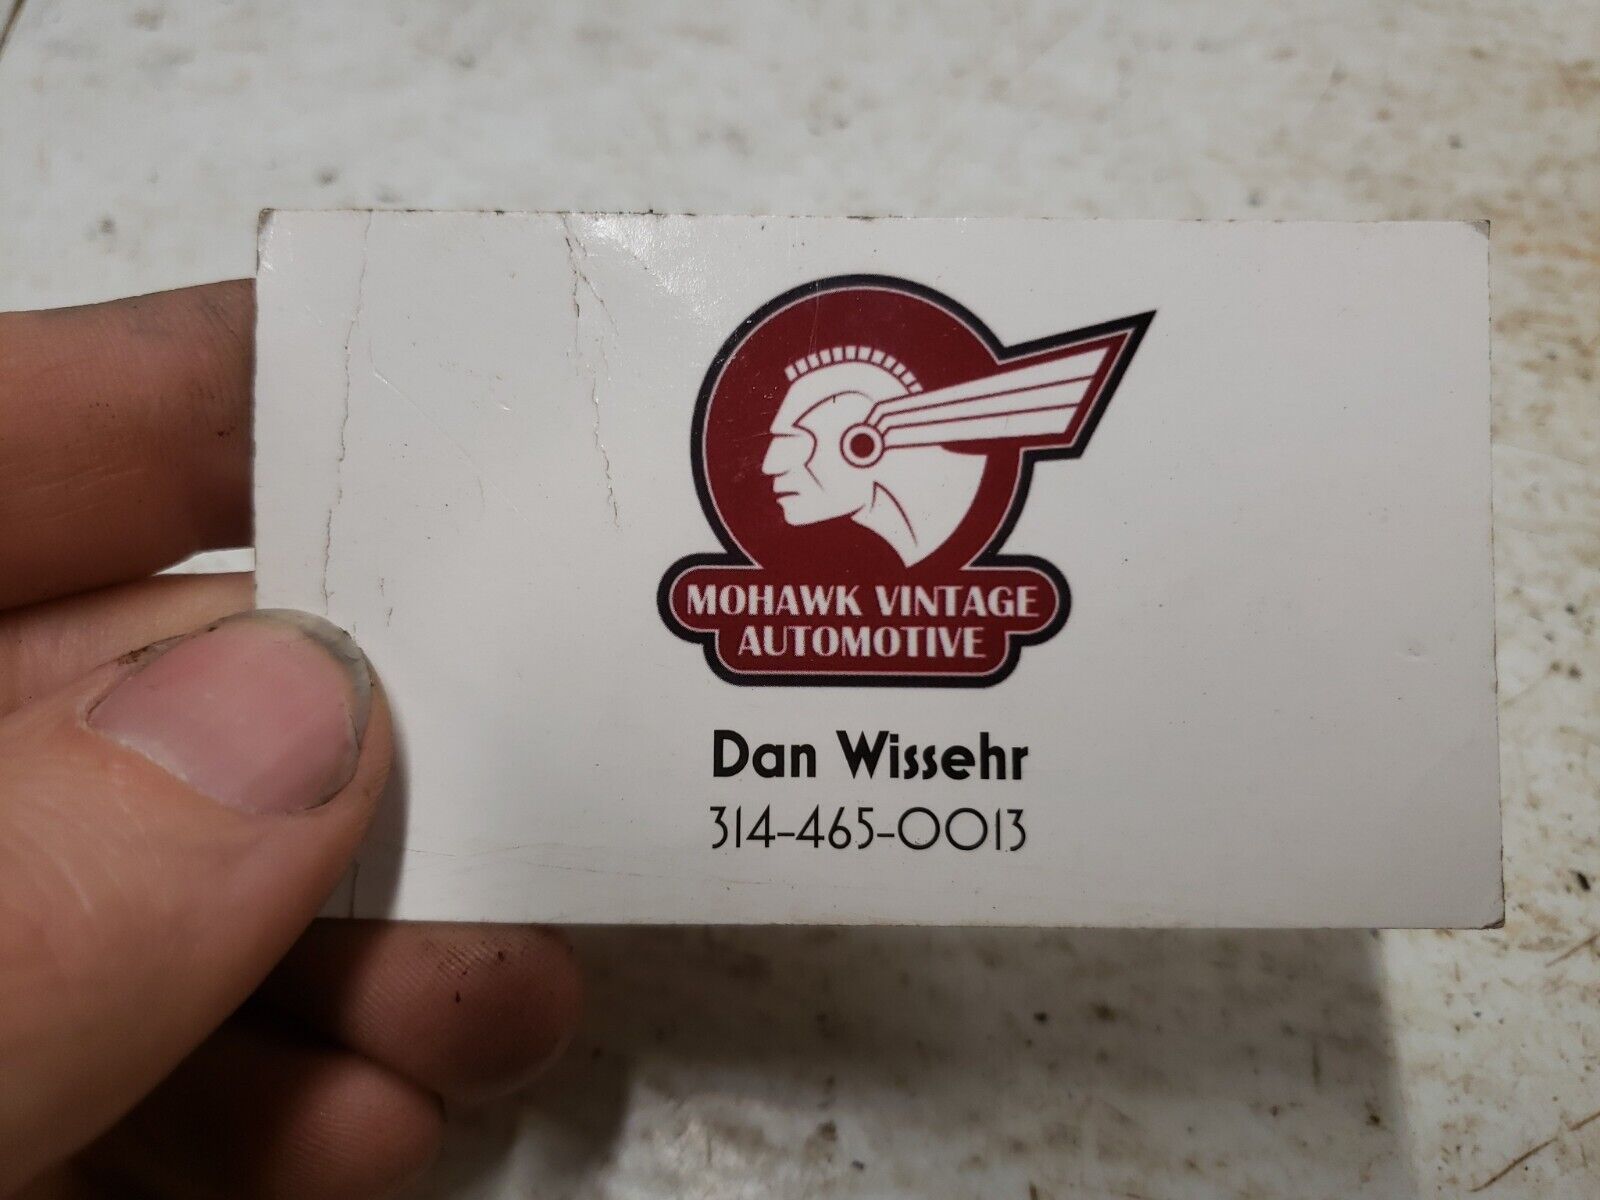 MOHAWK VINTAGE
AUTOMOTIVE
Dan Wissehr
314-465-0013